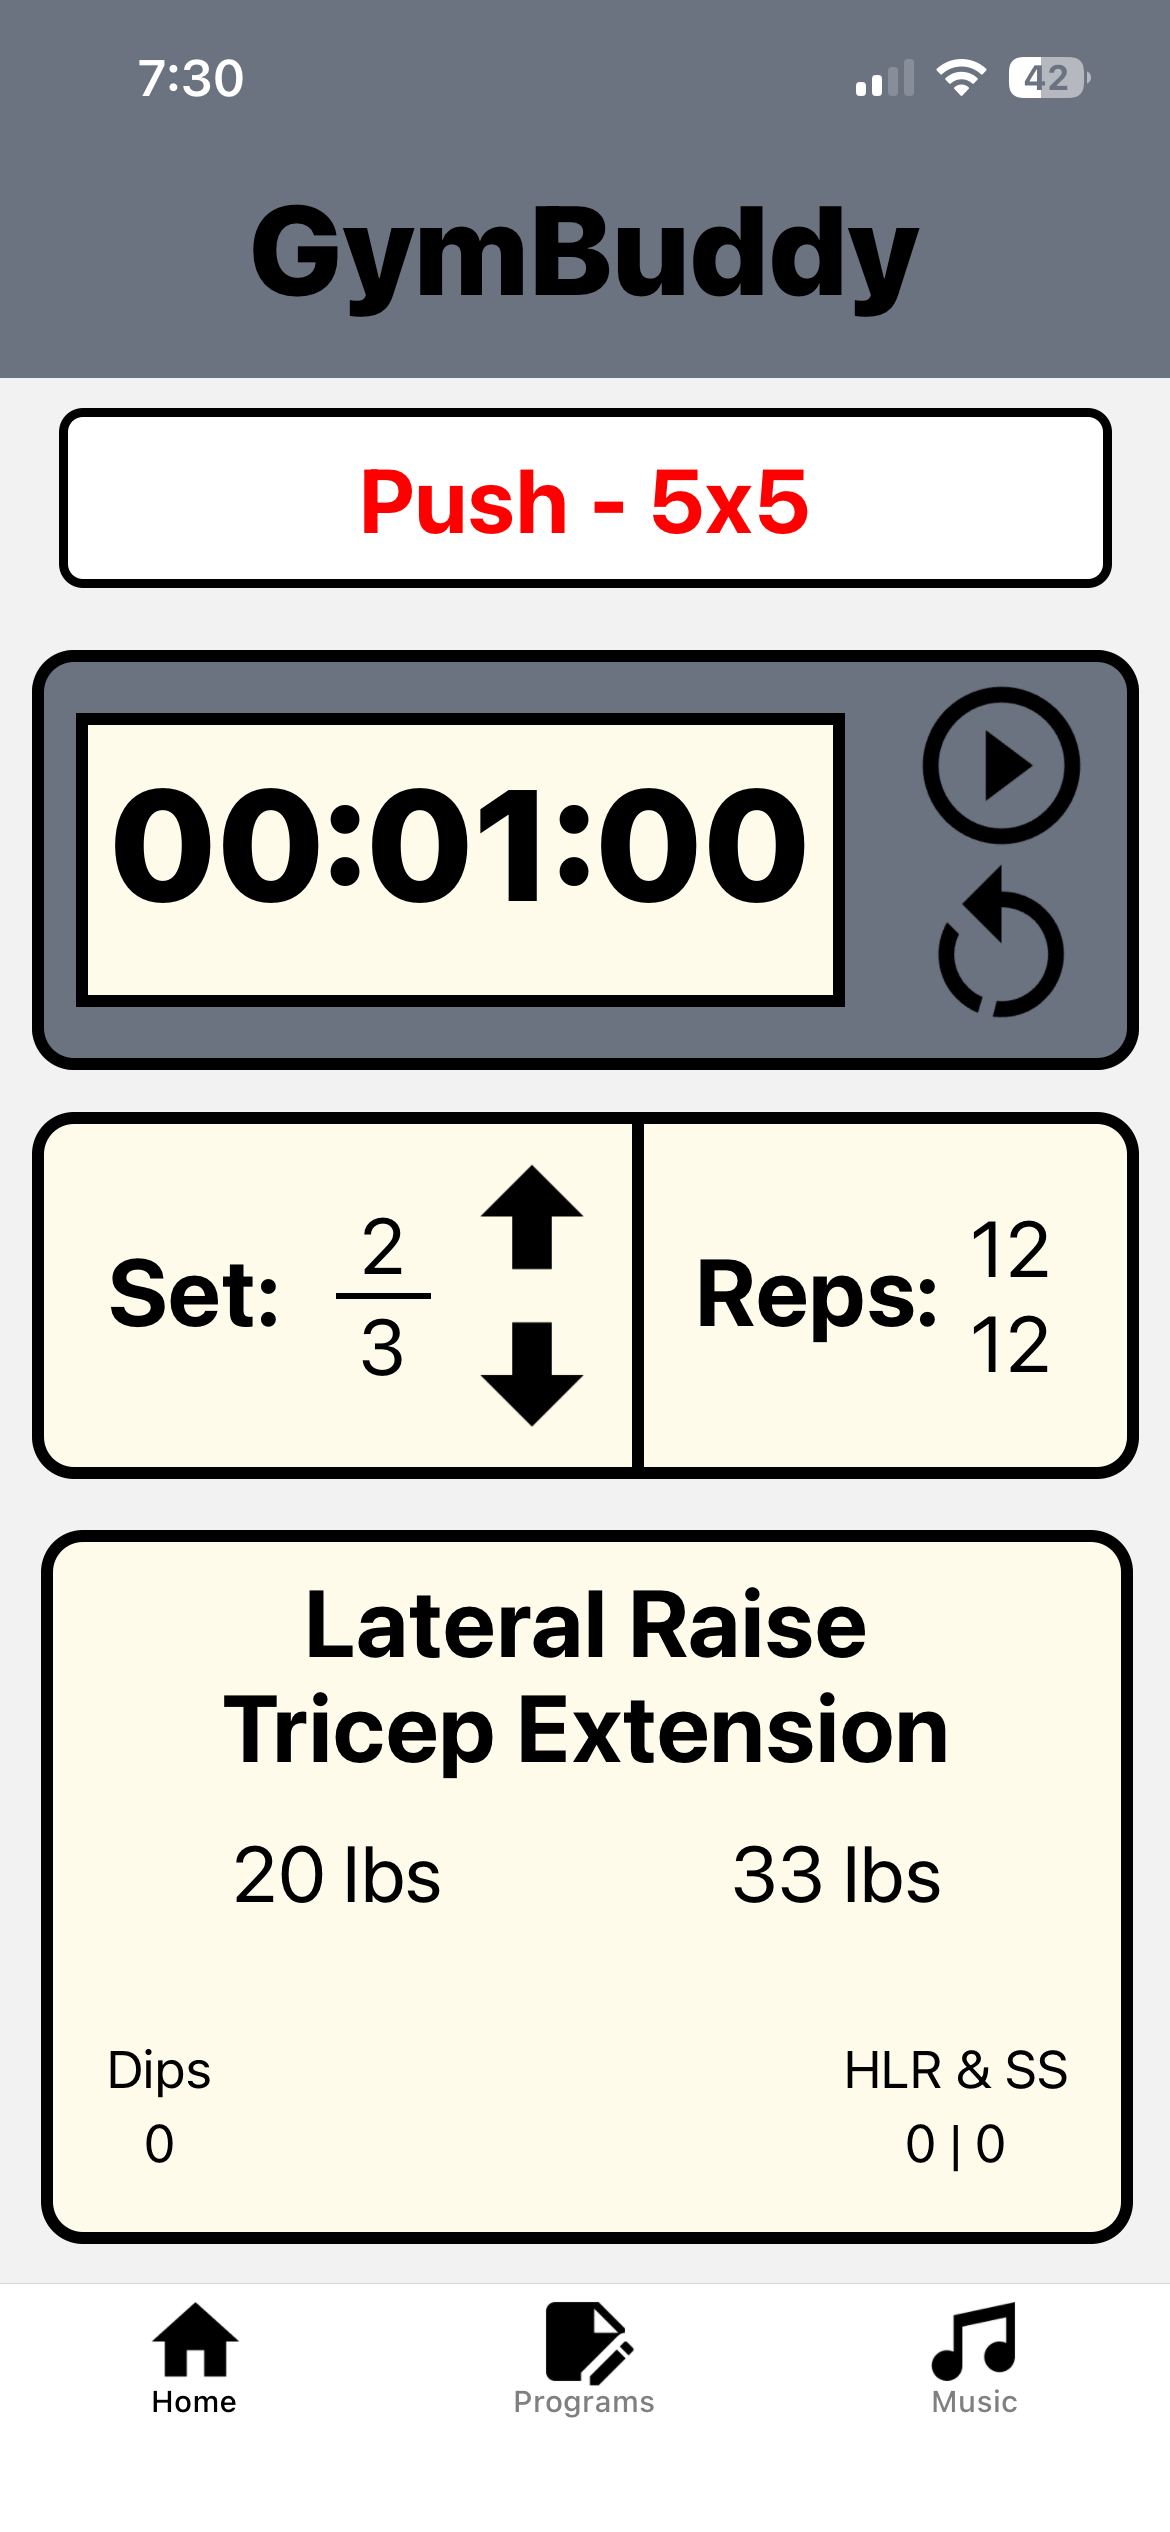 7:30
42
GymBuddy
Push - 5x5
00:01:00
Set:
2
3
Reps:
12
12
Lateral Raise
Tricep Extension
20 lbs
33 lbs
Dips
0
HLR & SS
0 | 0
Home
Programs
Music